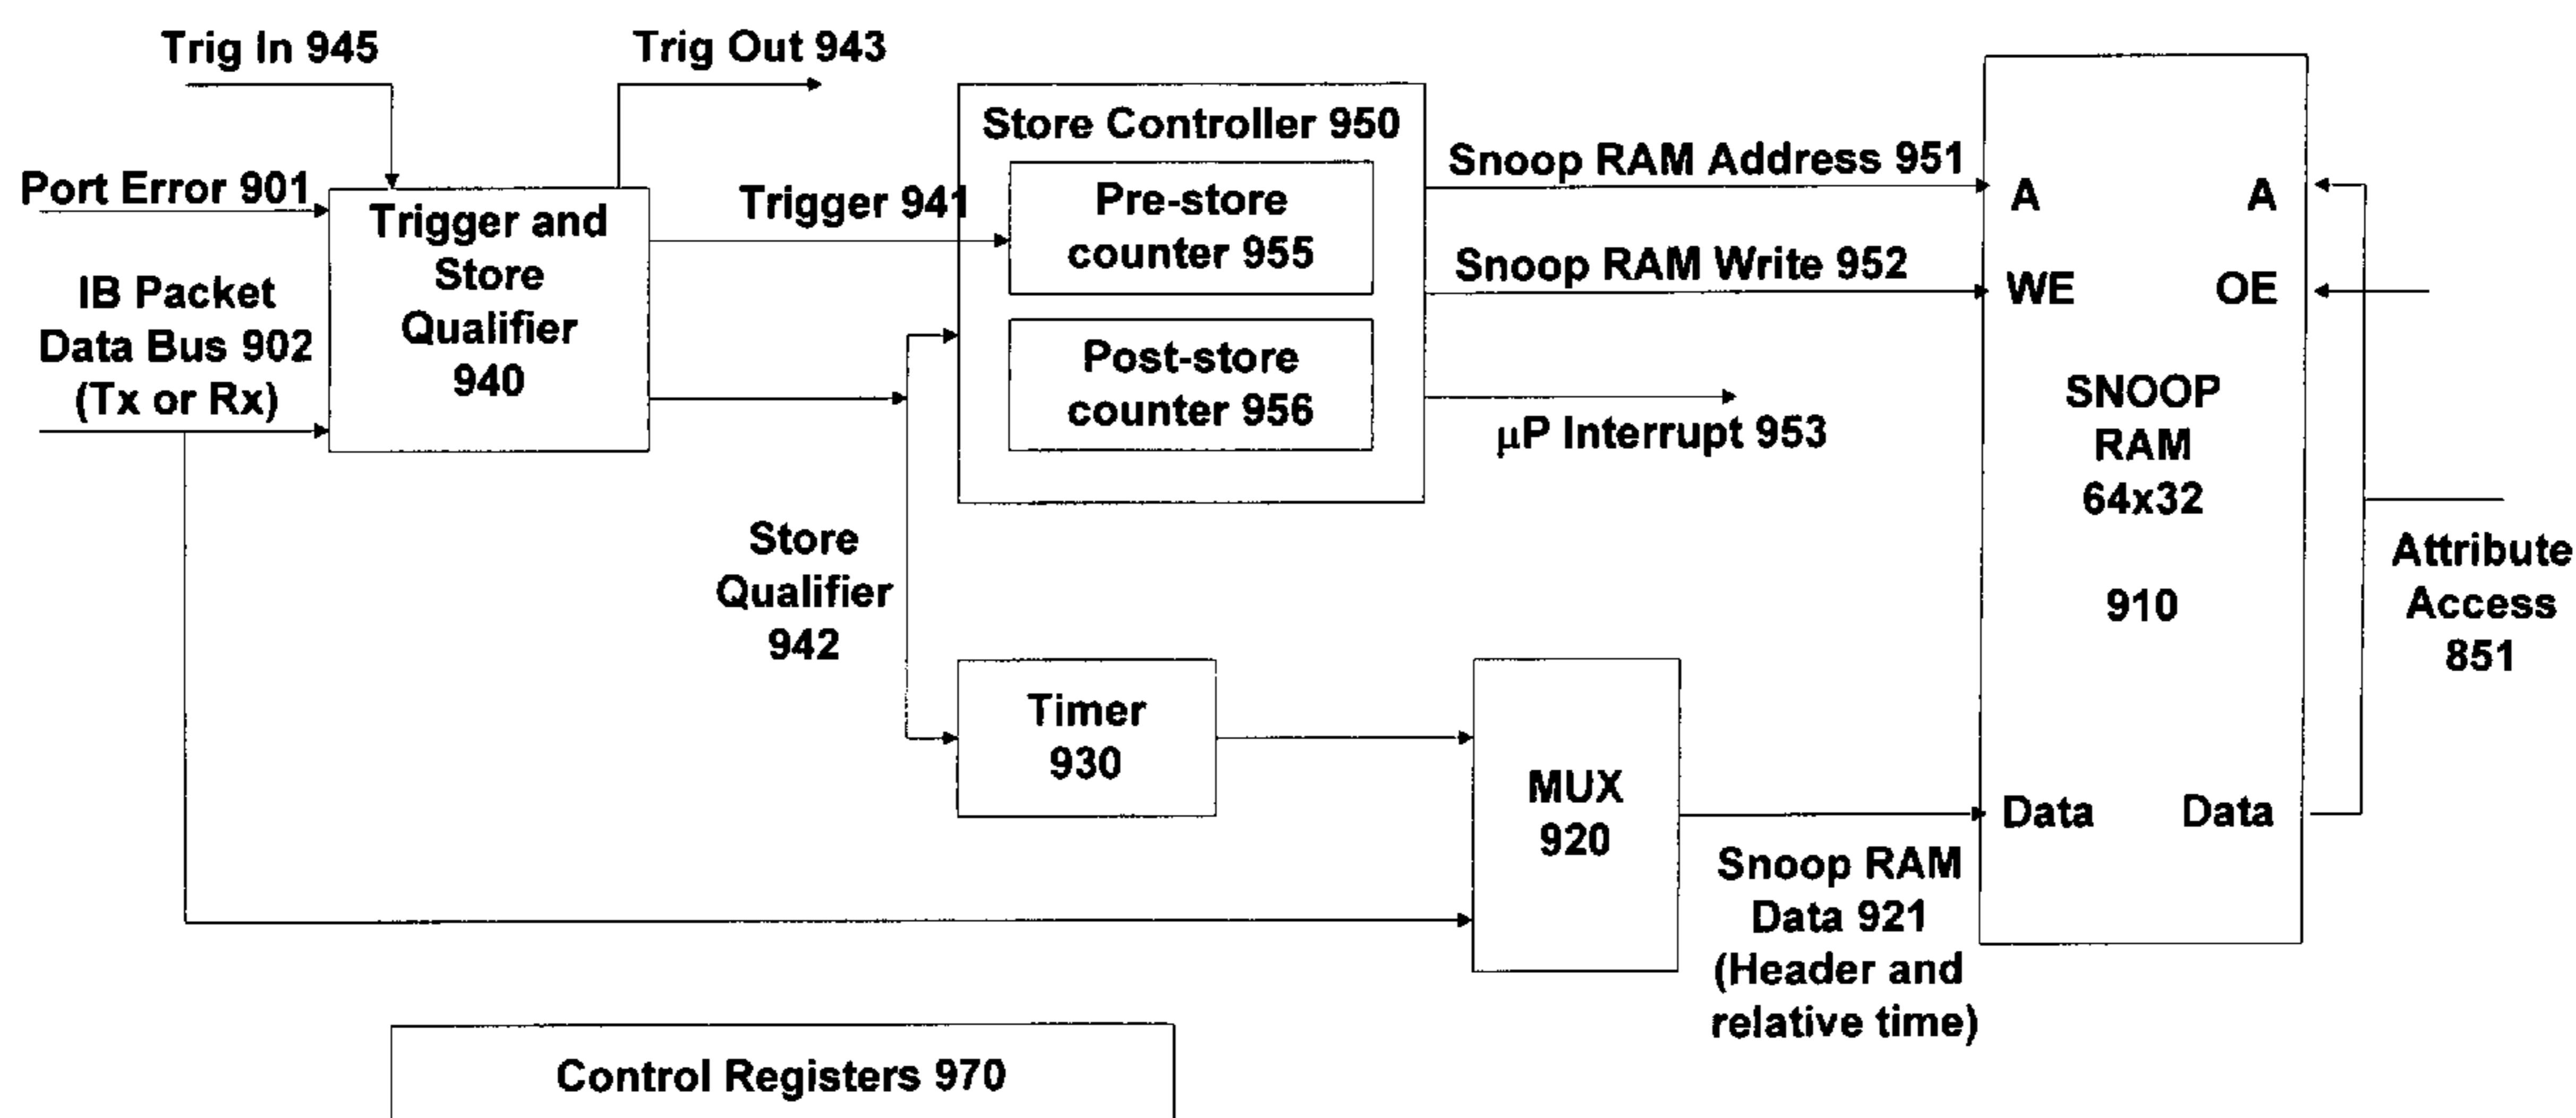 Trig In 945
Trig Out 943
Port Error 901
IB Packet
Data Bus 902
(Tx or Rx)
Trigger and
Store
Qualifier
940
Trigger 941
Store Controller 950
Pre-store
counter 955
Post-store
counter 956
Snoop RAM Address 951
Snoop RAM Write 952
μP Interrupt 953
A
A
WE
OE
SNOOP
RAM
64x32
910
Data
Data
Attribute
Access
851
Store
Qualifier
942
Timer
930
MUX
920
Snoop RAM
Data 921
(Header and
relative time)
Control Registers 970